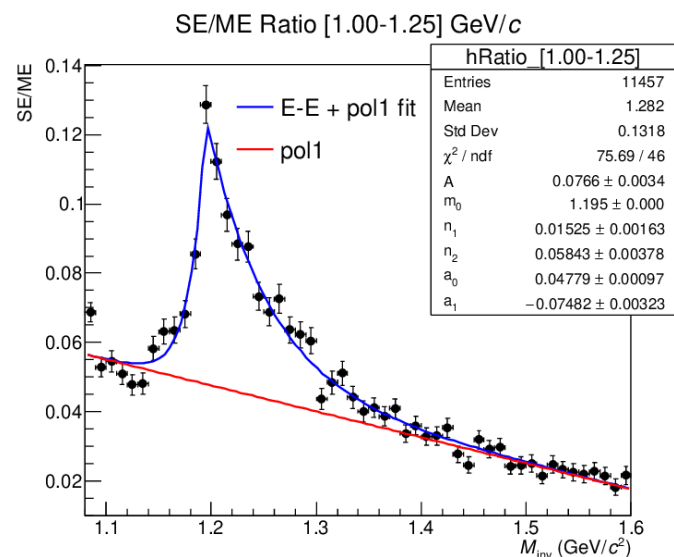 SE/ME Ratio [1.00-1.25] GeV/c
hRatio_[1.00-1.25]
Entries 11457
Mean 1.282
Std Dev 0.1318
χ² / ndf 75.69 / 46
A 0.0766 ± 0.0034
m₀ 1.195 ± 0.000
n₁ 0.01525 ± 0.00163
n₂ 0.05843 ± 0.00378
a₀ 0.04779 ± 0.00097
a₁ −0.07482 ± 0.00323
E-E + pol1 fit
pol1
SE/ME
0.14
0.12
0.1
0.08
0.06
0.04
0.02
1.1 1.2 1.3 1.4 1.5 1.6
M_inv (GeV/c²)